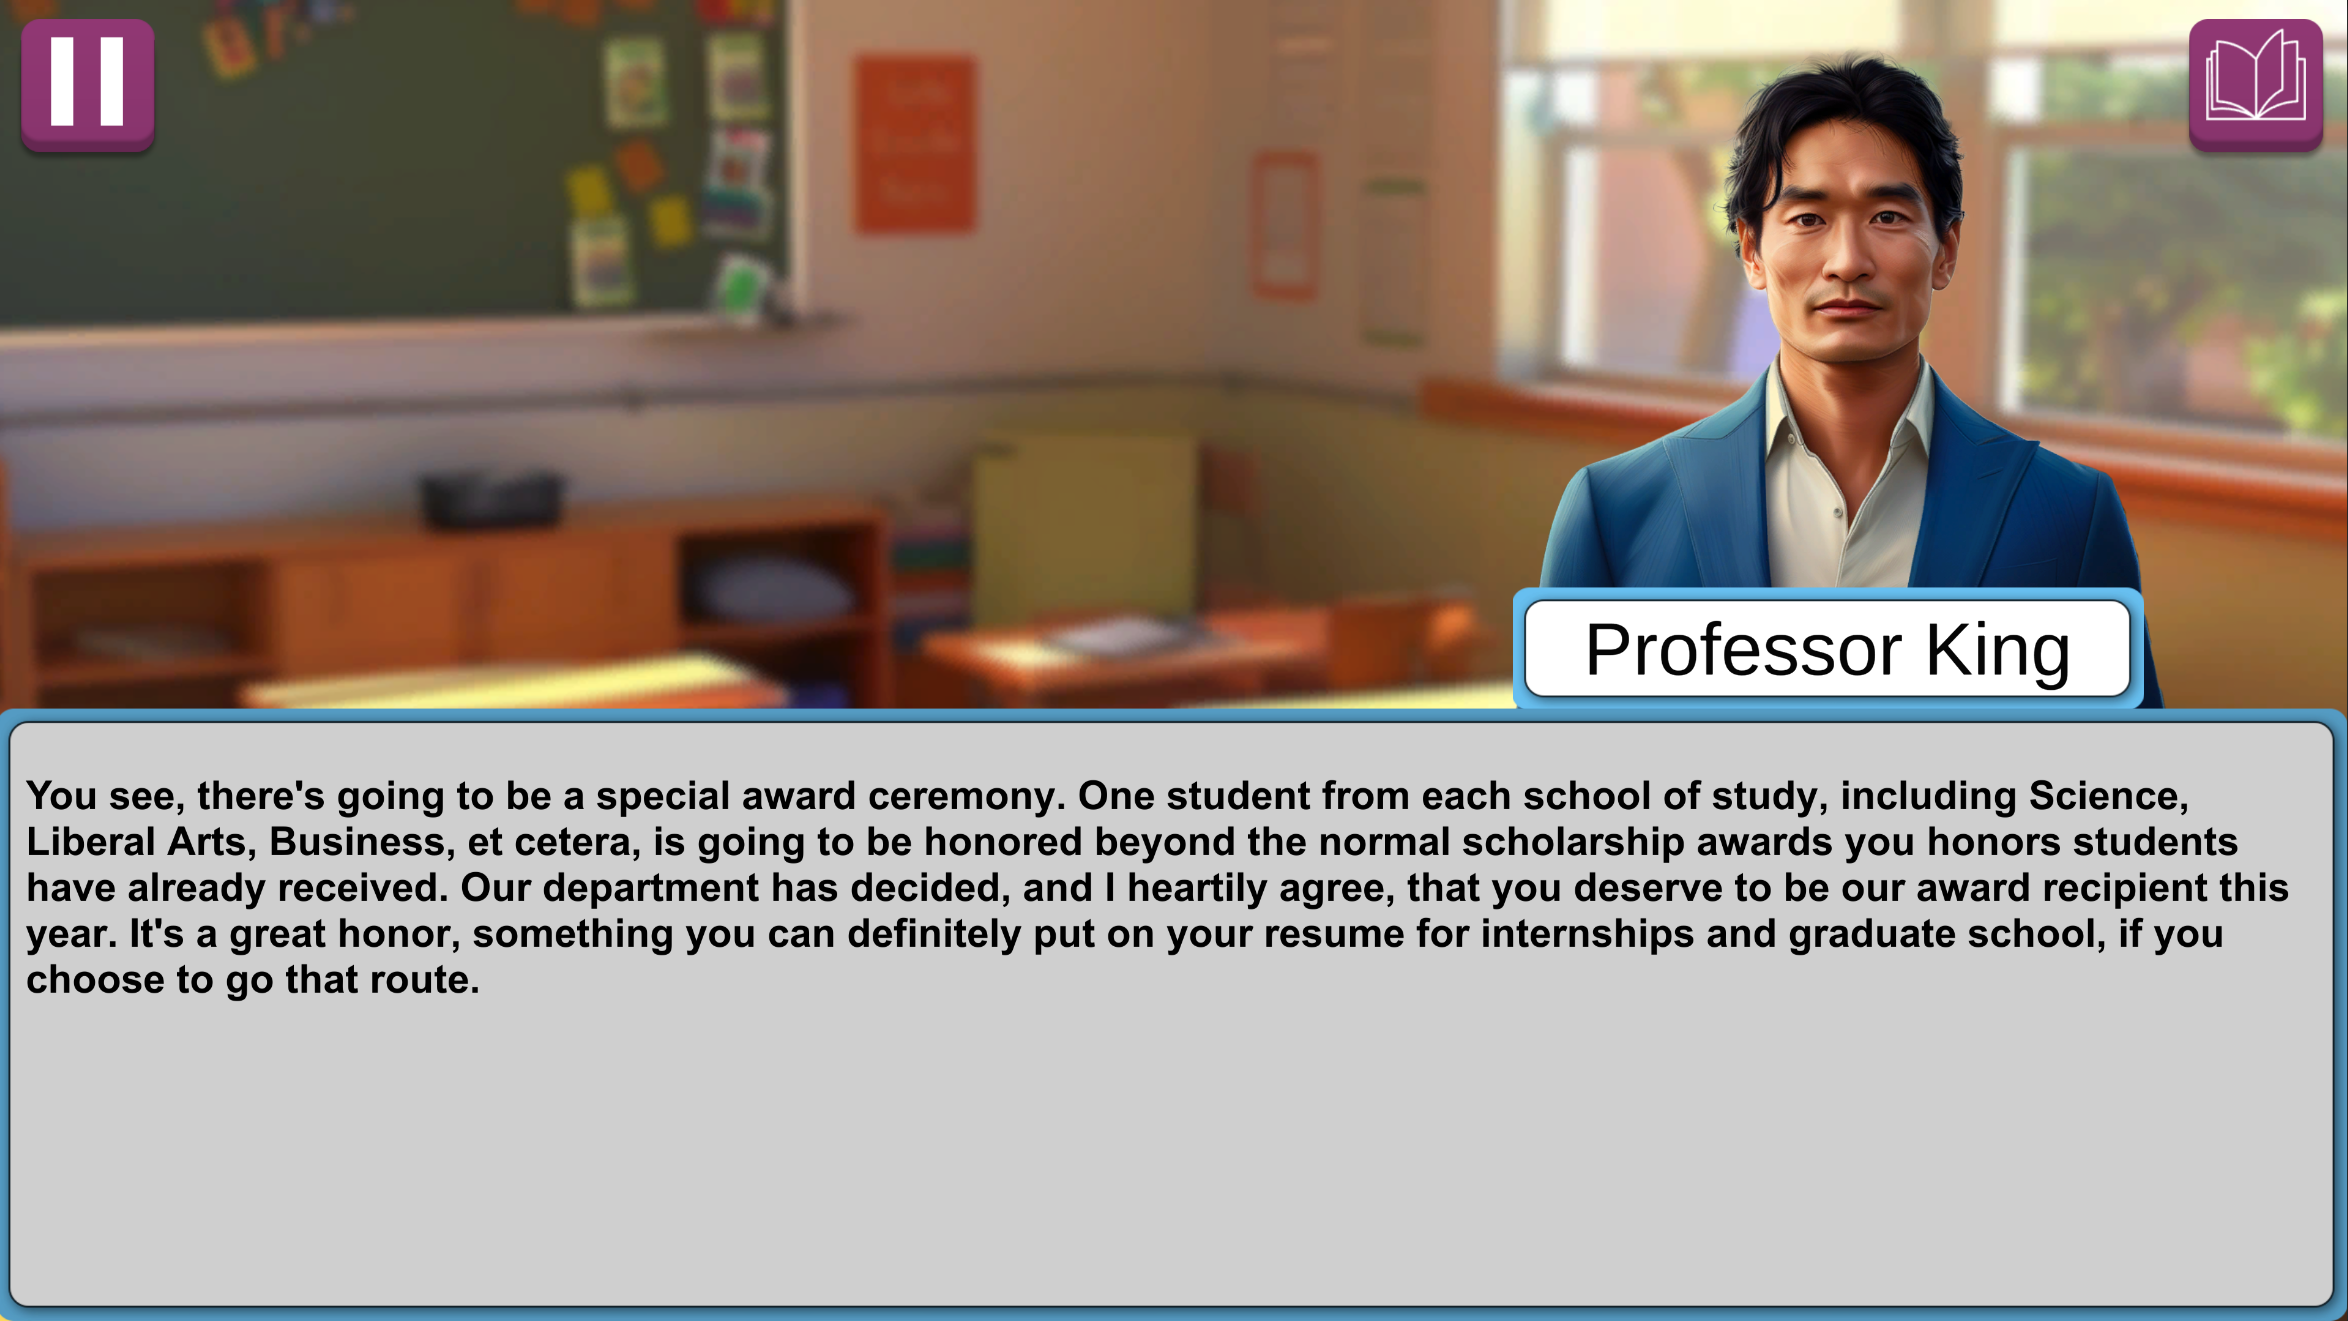 Professor King
You see, there's going to be a special award ceremony. One student from each school of study, including Science,
Liberal Arts, Business, et cetera, is going to be honored beyond the normal scholarship awards you honors students
have already received. Our department has decided, and I heartily agree, that you deserve to be our award recipient this
year. It's a great honor, something you can definitely put on your resume for internships and graduate school, if you
choose to go that route.